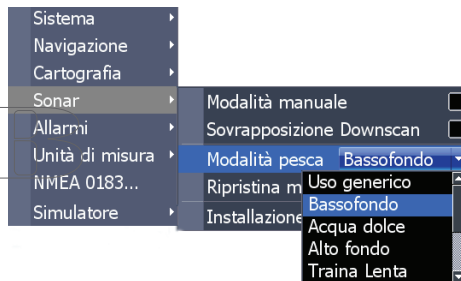 Sistema
Navigazione
Cartografia
Sonar
Allarmi
Unità di misura
NMEA 0183...
Simulatore
Modalità manuale
Sovrapposizione Downscan
Modalità pesca Bassofondo
Ripristina m
Installazione
Uso generico
Bassofondo
Acqua dolce
Alto fondo
Traina Lenta